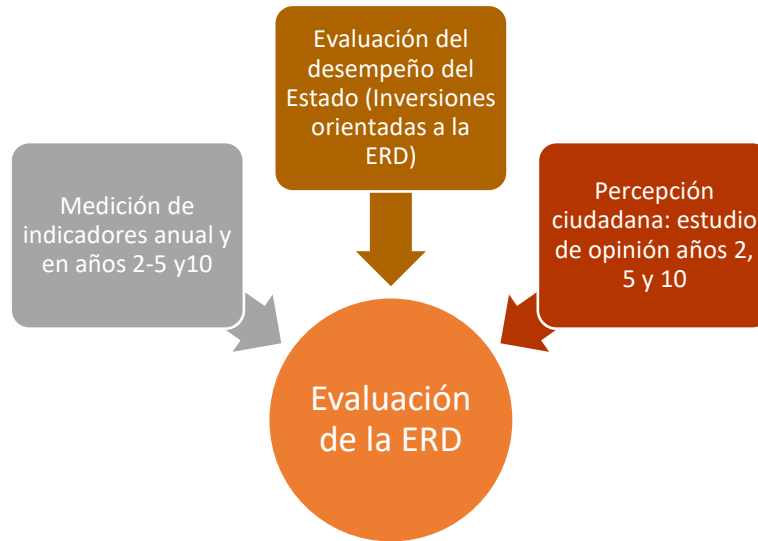 Evaluación del
desempeño del
Estado (Inversiones
orientadas a la
ERD)
Medición de
indicadores anual y
en años 2-5 y10
Percepción
ciudadana: estudio
de opinión años 2,
5 y 10
Evaluación
de la ERD